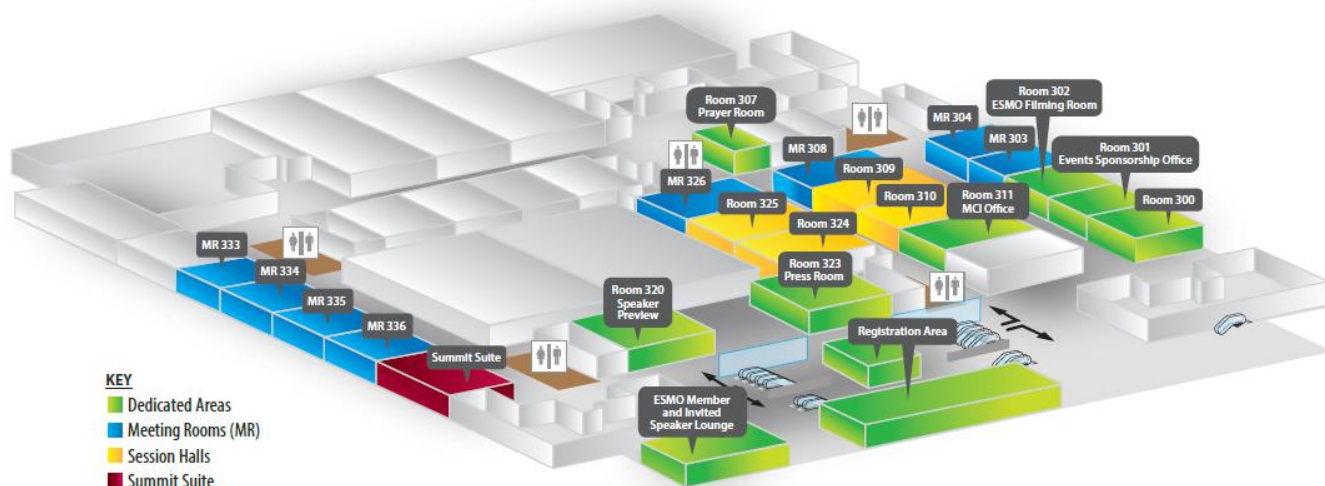 Room 307
Prayer Room
Room 302
ESMO Filming Room
MR 304
MR 303
Room 301
Events Sponsorship Office
MR 308
Room 309
MR 326
Room 310
Room 300
Room 325
Room 311
MCI Office
Room 324
MR 333
MR 334
Room 323
Press Room
Room 320
Speaker
Preview
MR 335
MR 336
Registration Area
Summit Suite
ESMO Member
and Invited
Speaker Lounge
KEY
Dedicated Areas
Meeting Rooms (MR)
Session Halls
Summit Suite